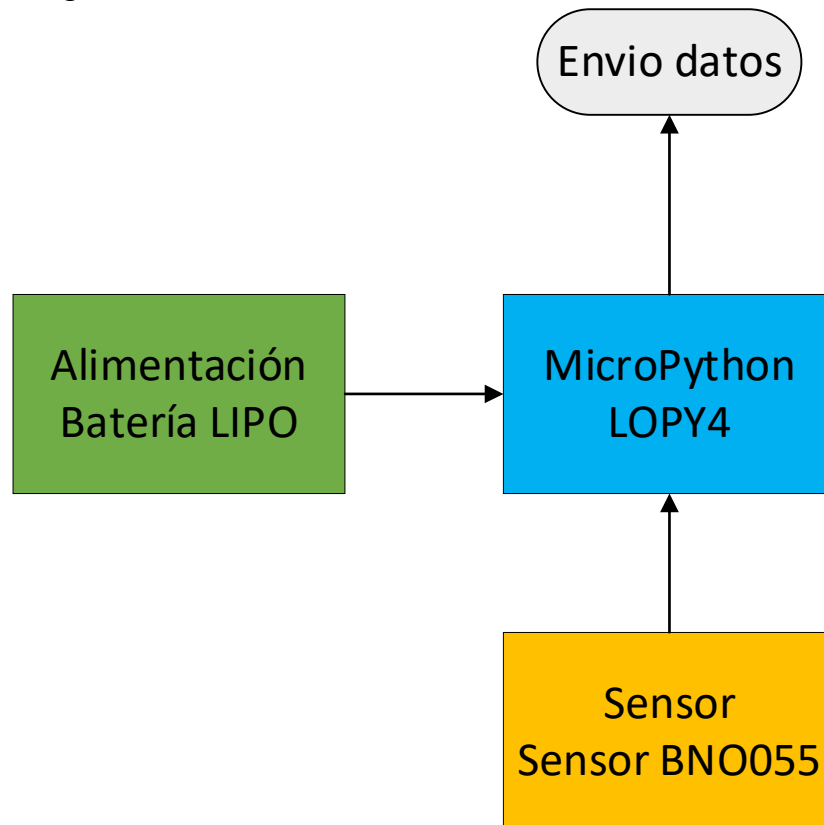 Envio datos
Alimentación
Batería LIPO
MicroPython
LOPY4
Sensor
Sensor BNO055